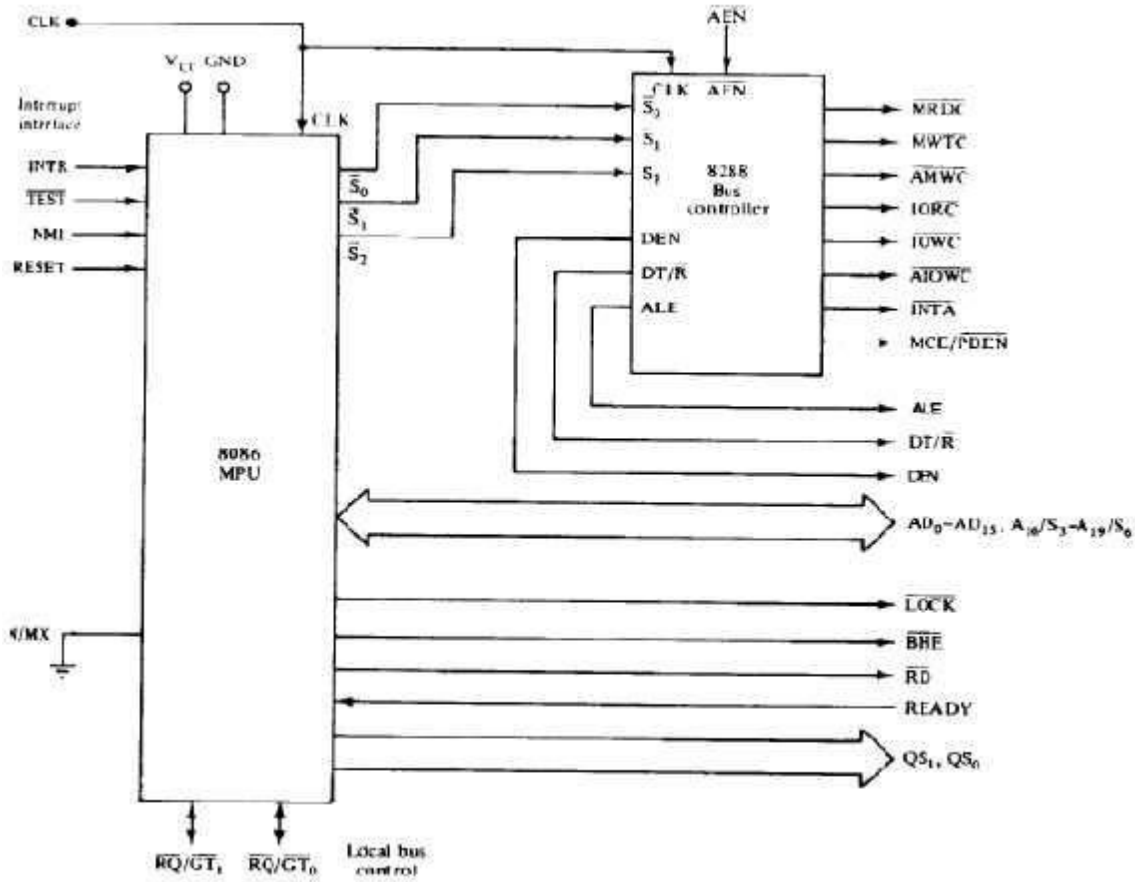 CLK
AEN
V GND
Interrupt
interface
CLK
CLK AEN
INTR
TEST
NMI
RESET
S0
S1
S2
S0
S1
8288
Bus
controller
DEN
DT/R
ALE
MRDC
MWTC
AMWC
IORC
IOWC
AIOWC
INTA
MCE/PDEN
ALE
DT/R
DEN
8086
MPU
AD0-AD15, A16/S3-A19/S6
N/MX
LOCK
BHE
RD
READY
QS1, QS0
RQ/GT1
RQ/GT0
Local bus
control